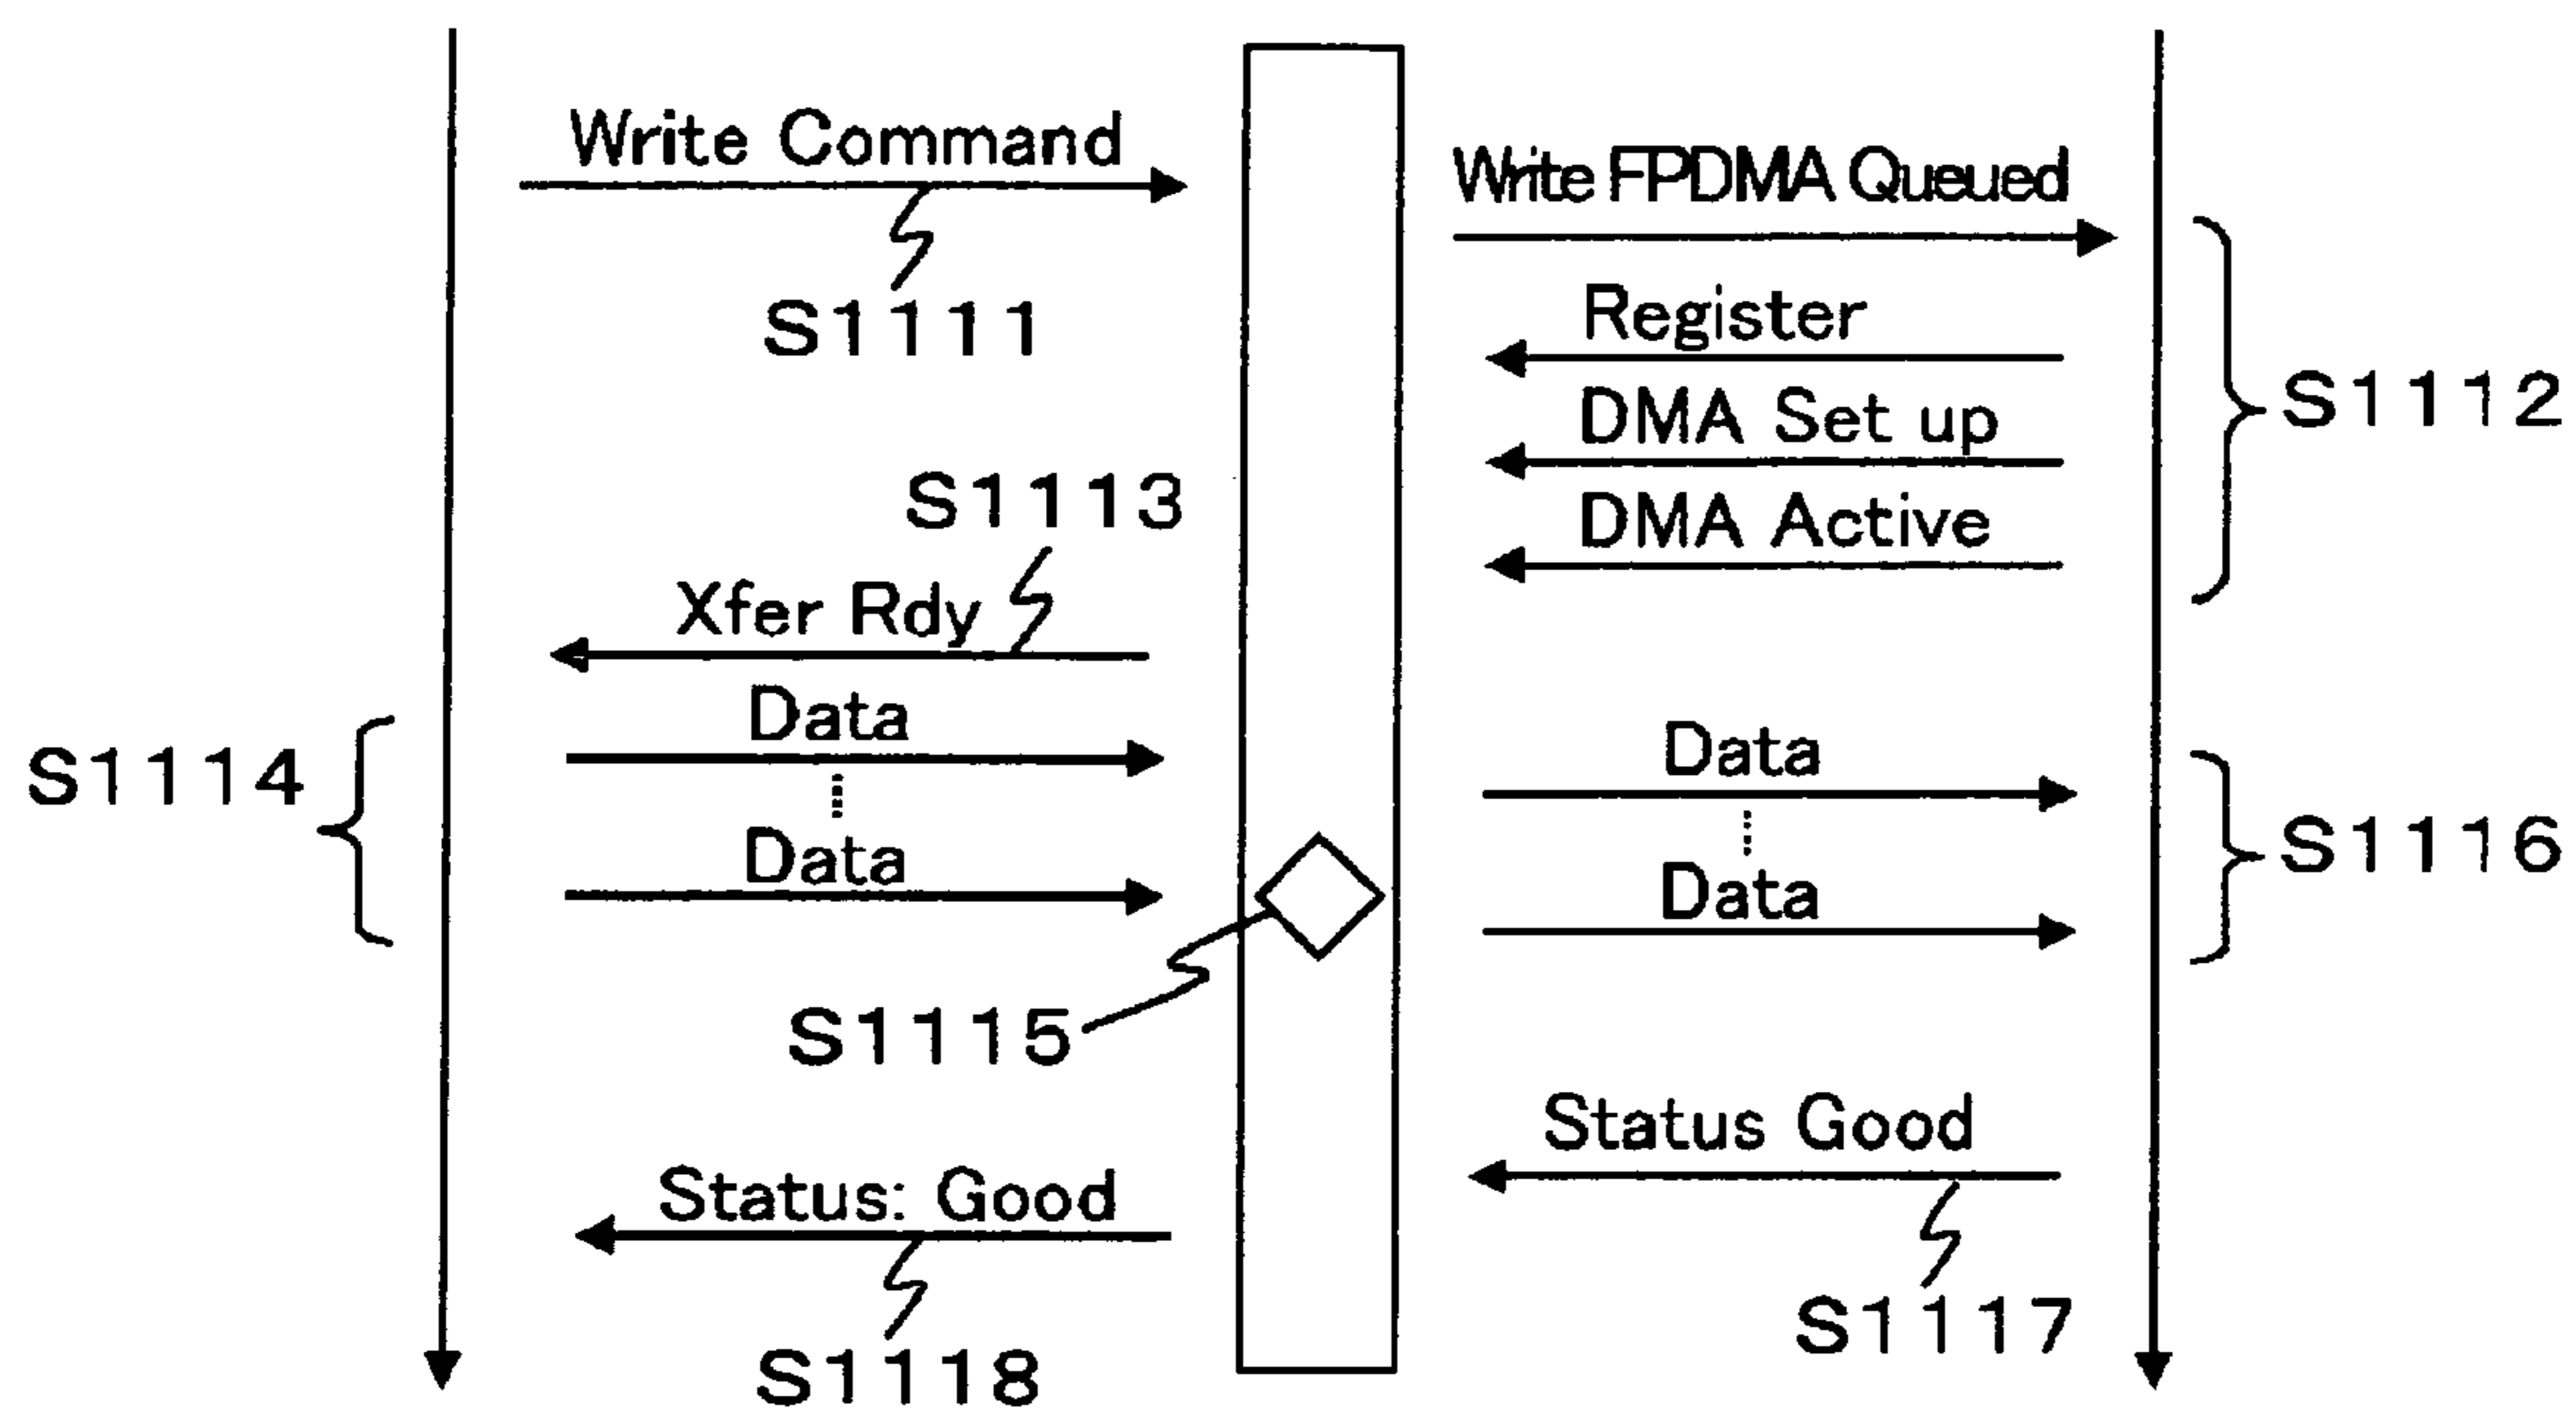 Write Command
Write FPDMA Queued
S1111
Register
S1112
DMA Set up
S1113
DMA Active
Xfer Rdy
Data
Data
S1114
S1116
Data
Data
S1115
Status Good
Status: Good
S1117
S1118